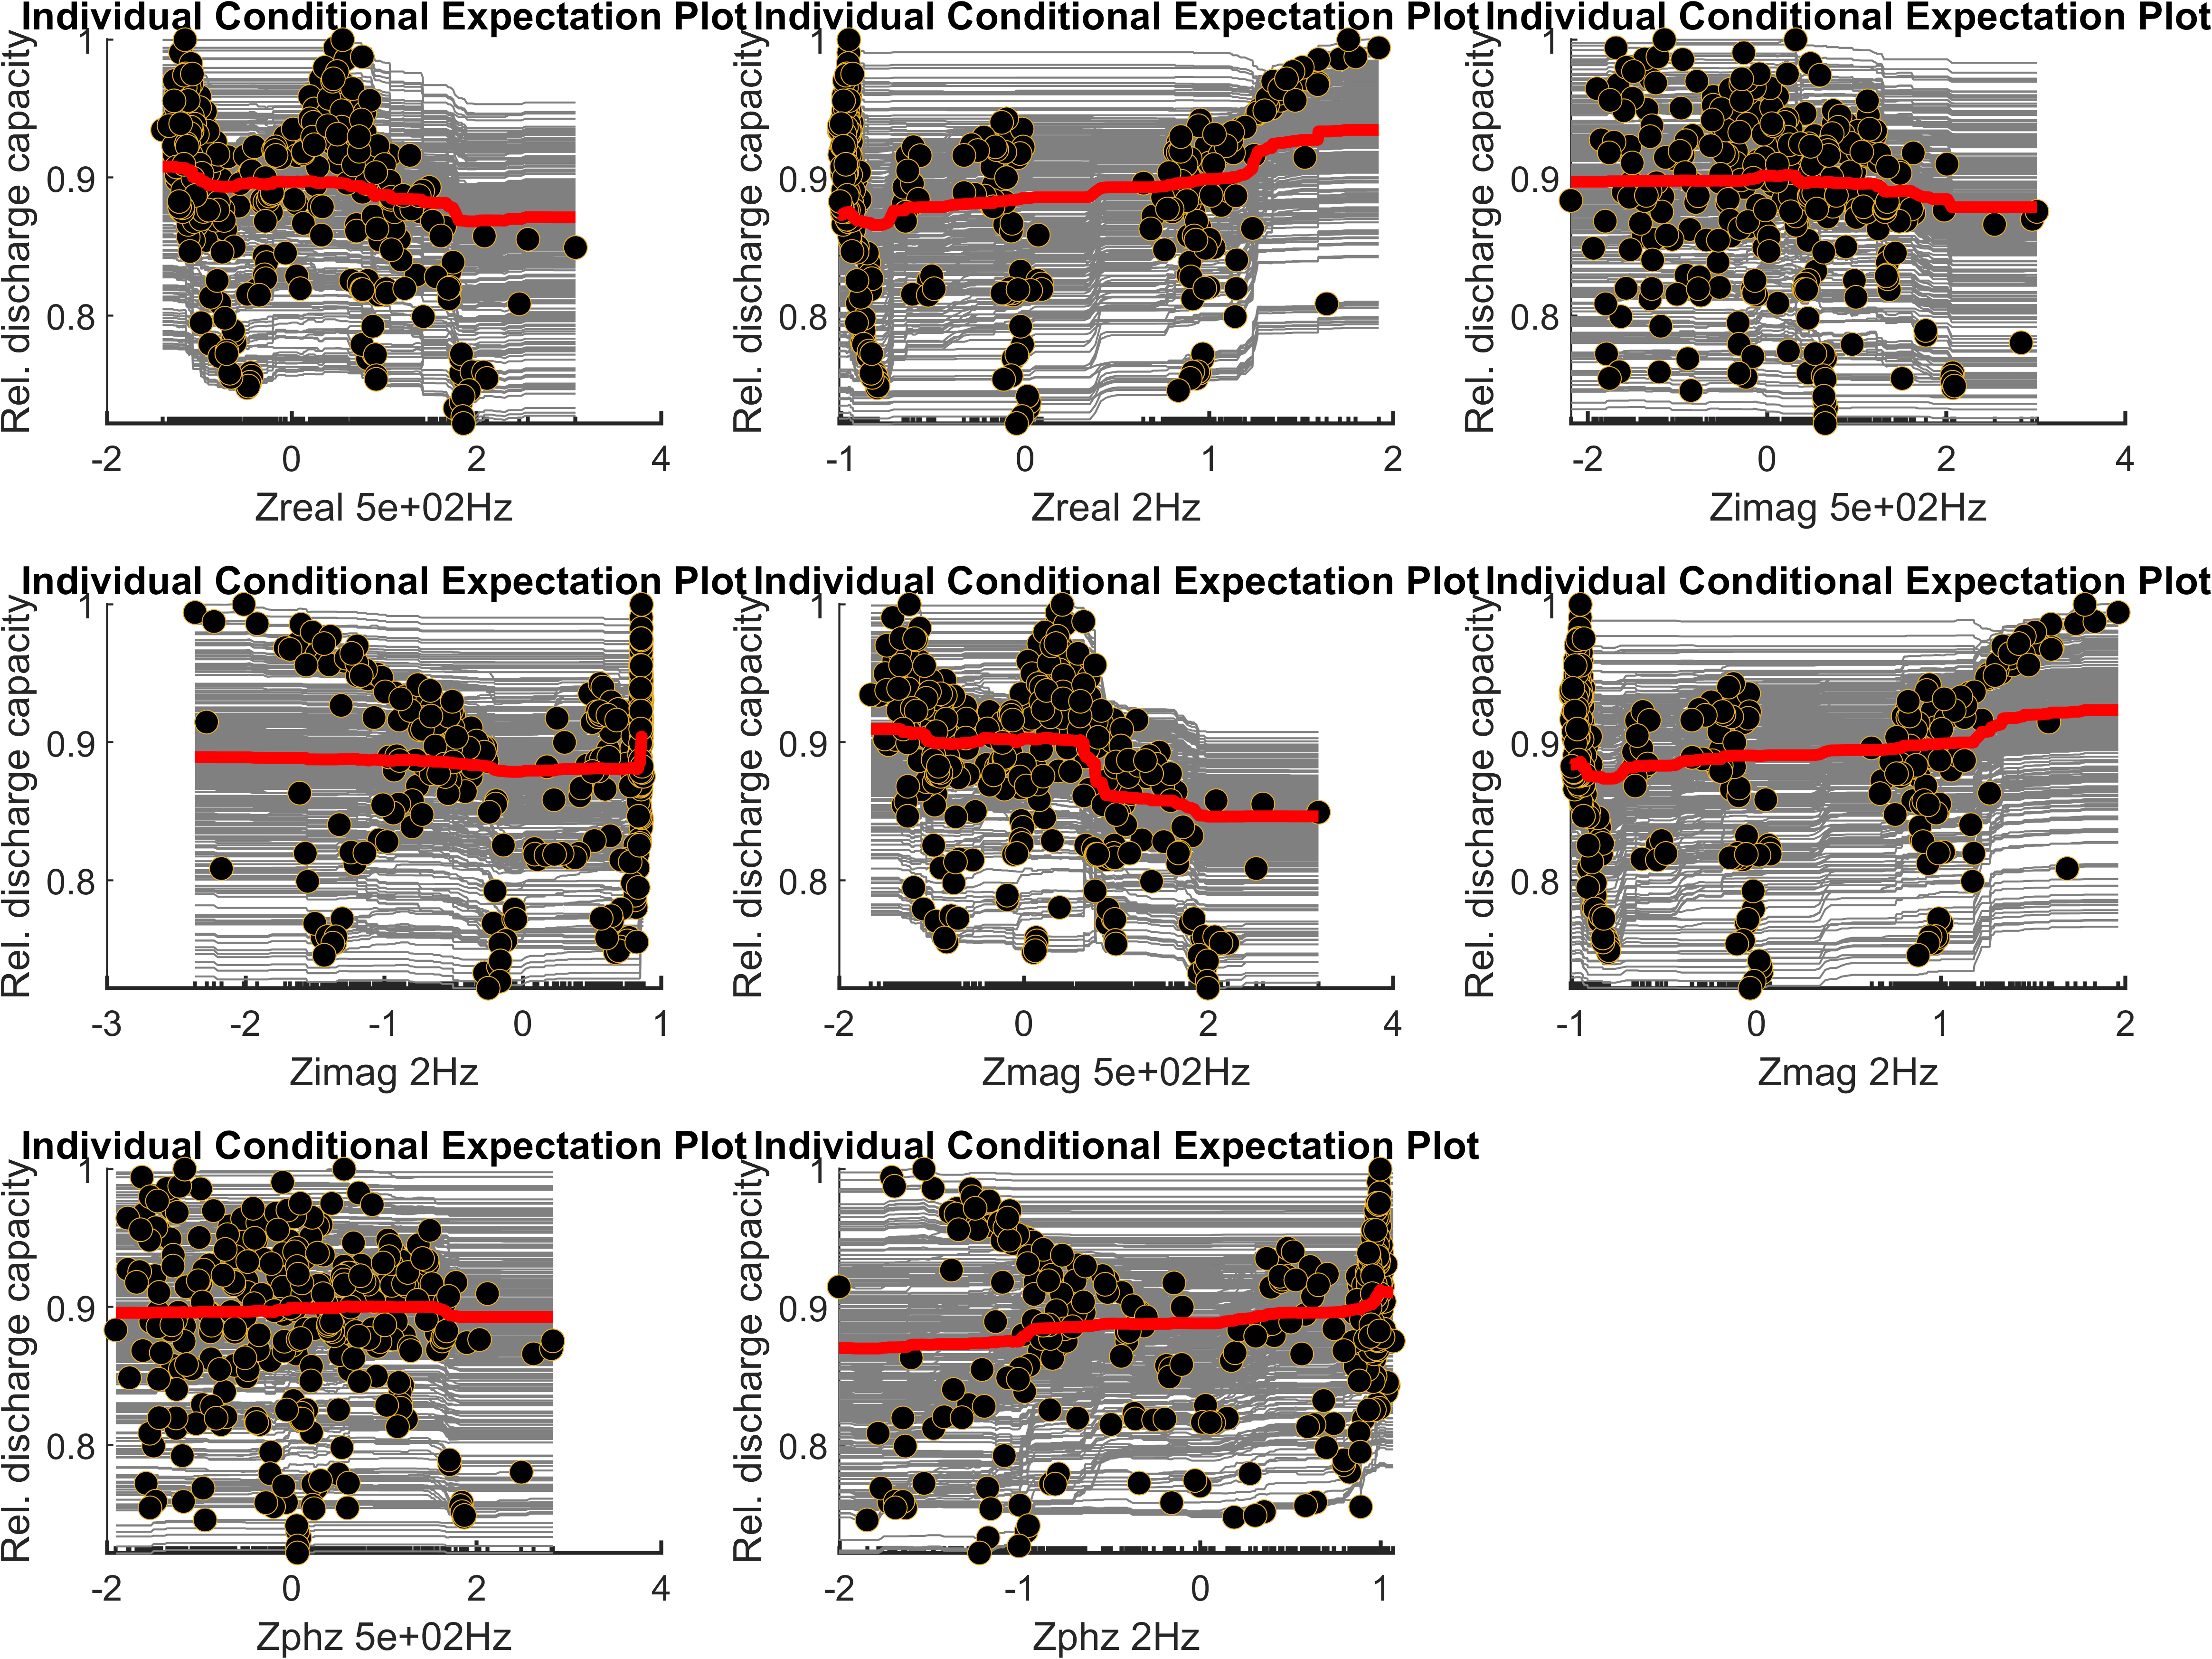 Individual Conditional Expectation Plot
Rel. discharge capacity
1
0.9
0.8
-2 0 2 4
Zreal 5e+02Hz
Individual Conditional Expectation Plot
Rel. discharge capacity
1
0.9
0.8
-1 0 1 2
Zreal 2Hz
Individual Conditional Expectation Plot
Rel. discharge capacity
1
0.9
0.8
-2 0 2 4
Zimag 5e+02Hz
Individual Conditional Expectation Plot
Rel. discharge capacity
1
0.9
0.8
-3 -2 -1 0 1
Zimag 2Hz
Individual Conditional Expectation Plot
Rel. discharge capacity
1
0.9
0.8
-2 0 2 4
Zmag 5e+02Hz
Individual Conditional Expectation Plot
Rel. discharge capacity
1
0.9
0.8
-1 0 1 2
Zmag 2Hz
Individual Conditional Expectation Plot
Rel. discharge capacity
1
0.9
0.8
-2 0 2 4
Zphz 5e+02Hz
Individual Conditional Expectation Plot
Rel. discharge capacity
1
0.9
0.8
-2 -1 0 1
Zphz 2Hz